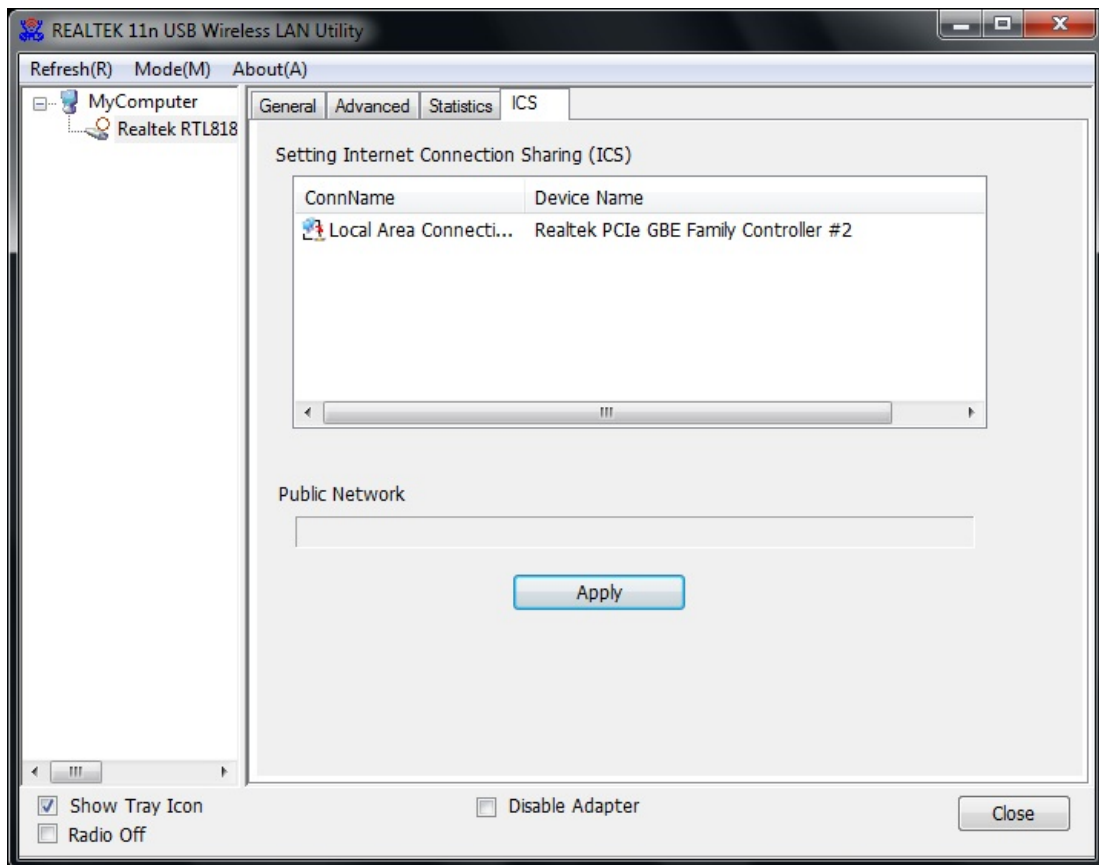 REALTEK 11n USB Wireless LAN Utility
Refresh(R) Mode(M) About(A)
MyComputer
Realtek RTL818
General Advanced Statistics ICS
Setting Internet Connection Sharing (ICS)
ConnName Device Name
Local Area Connecti... Realtek PCIe GBE Family Controller #2
Public Network
Apply
Show Tray Icon
Radio Off
Disable Adapter
Close